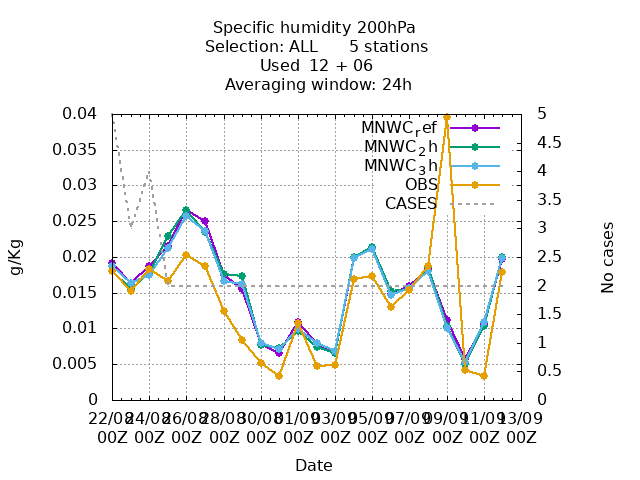 Specific humidity 200hPa
Selection: ALL 5 stations
Used 12 + 06
Averaging window: 24h
0.04
0.035
0.03
0.025
0.02
0.015
0.01
0.005
0
g/Kg
5
4.5
4
3.5
3
2.5
2
1.5
1
0.5
0
No cases
MNWCref
MNWC2h
MNWC3h
OBS
CASES
22/08 24/08 26/08 28/08 30/08 01/09 03/09 05/09 07/09 09/09 11/09 13/09
00Z 00Z 00Z 00Z 00Z 00Z 00Z 00Z 00Z 00Z 00Z 00Z
Date